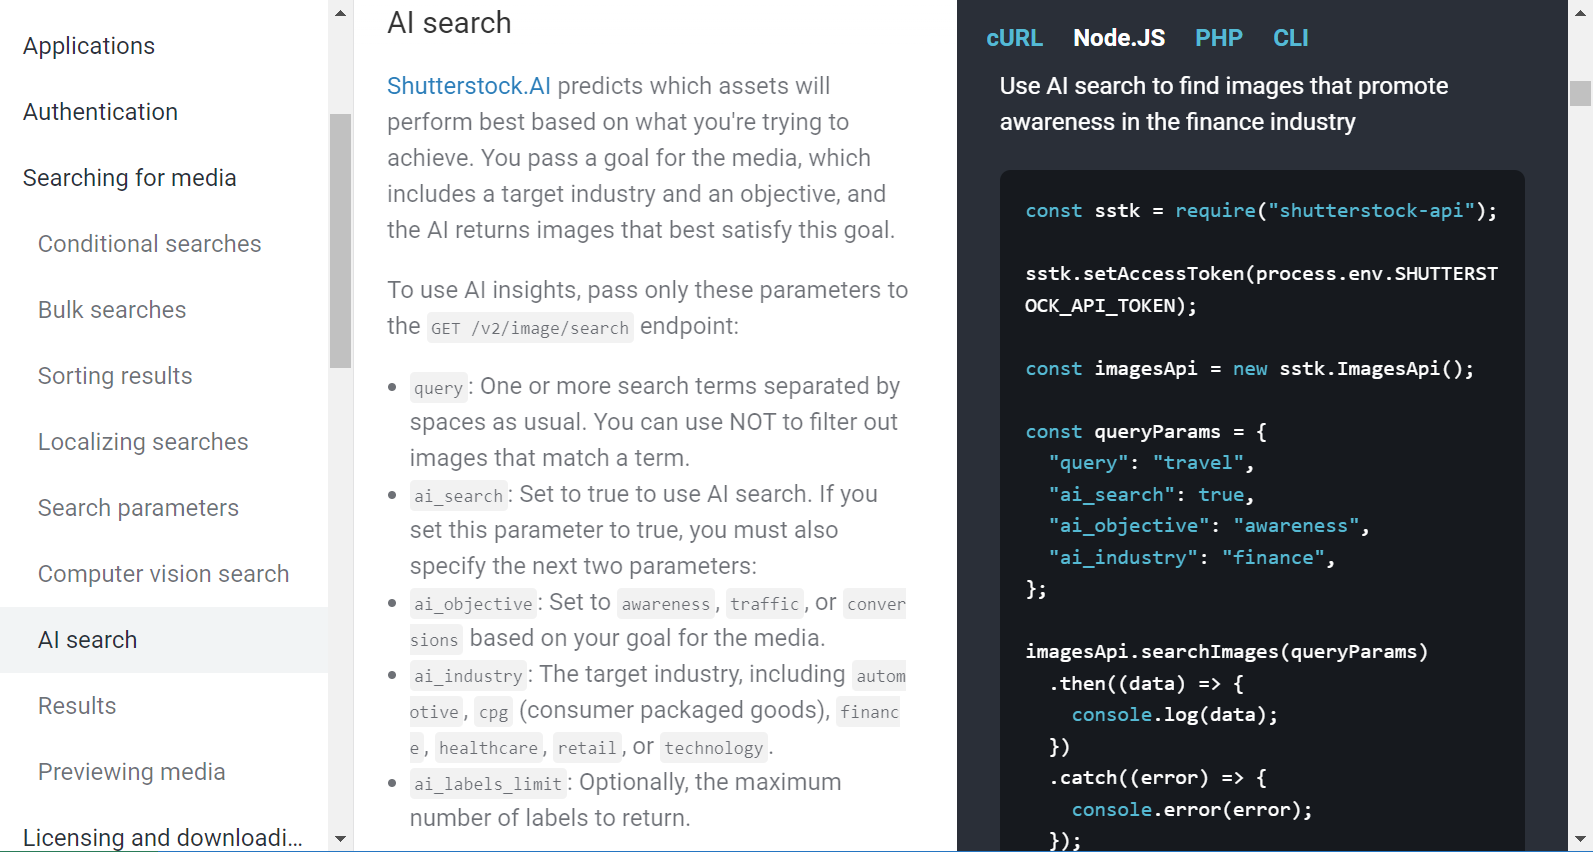 Applications
Authentication
Searching for media
Conditional searches
Bulk searches
Sorting results
Localizing searches
Search parameters
Computer vision search
AI search
Results
Previewing media
Licensing and downloadi...
AI search
Shutterstock.AI predicts which assets will
perform best based on what you're trying to
achieve. You pass a goal for the media, which
includes a target industry and an objective, and
the AI returns images that best satisfy this goal.
To use AI insights, pass only these parameters to
the GET /v2/image/search endpoint:
• query: One or more search terms separated by
spaces as usual. You can use NOT to filter out
images that match a term.
• ai_search: Set to true to use AI search. If you
set this parameter to true, you must also
specify the next two parameters:
• ai_objective: Set to awareness, traffic, or conver
sions based on your goal for the media.
• ai_industry: The target industry, including autom
otive, cpg (consumer packaged goods), financ
e, healthcare, retail, or technology.
• ai_labels_limit: Optionally, the maximum
number of labels to return.
cURL Node.JS PHP CLI
Use AI search to find images that promote
awareness in the finance industry
const sstk = require("shutterstock-api");
sstk.setAccessToken(process.env.SHUTTERST
OCK_API_TOKEN);
const imagesApi = new sstk.ImagesApi();
const queryParams = {
"query": "travel",
"ai_search": true,
"ai_objective": "awareness",
"ai_industry": "finance",
};
imagesApi.searchImages(queryParams)
.then((data) => {
console.log(data);
})
.catch((error) => {
console.error(error);
});